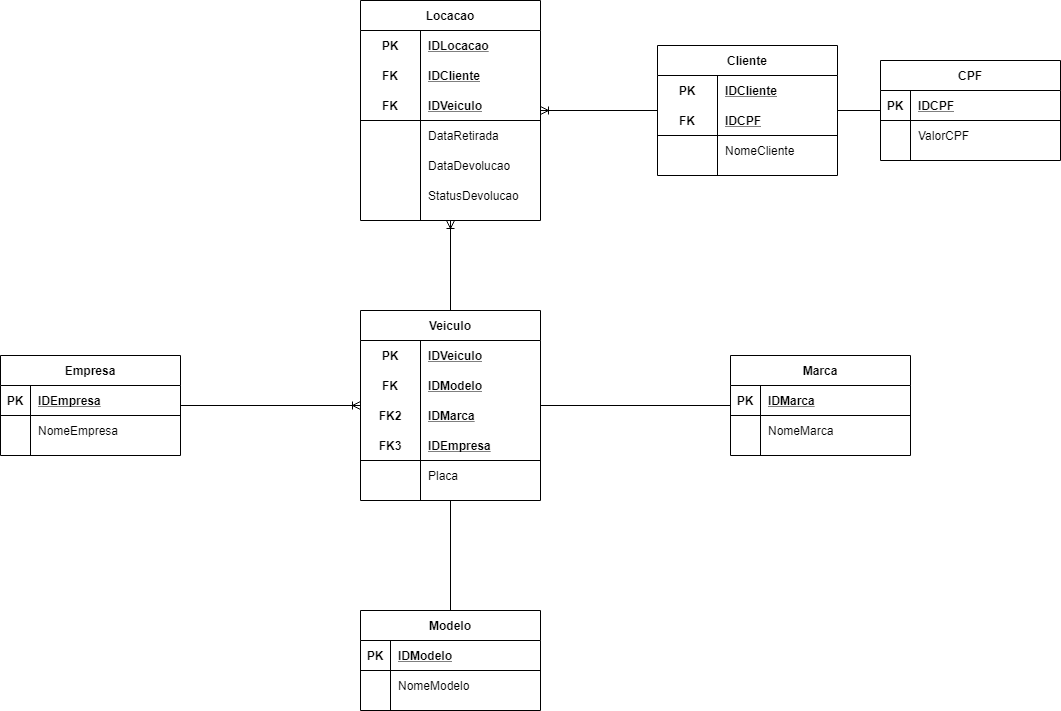 Locacao
PK IDLocacao
FK IDCliente
FK IDVeiculo
DataRetirada
DataDevolucao
StatusDevolucao
Cliente
PK IDCliente
FK IDCPF
NomeCliente
CPF
PK IDCPF
ValorCPF
Empresa
PK IDEmpresa
NomeEmpresa
Veiculo
PK IDVeiculo
FK IDModelo
FK2 IDMarca
FK3 IDEmpresa
Placa
Marca
PK IDMarca
NomeMarca
Modelo
PK IDModelo
NomeModelo